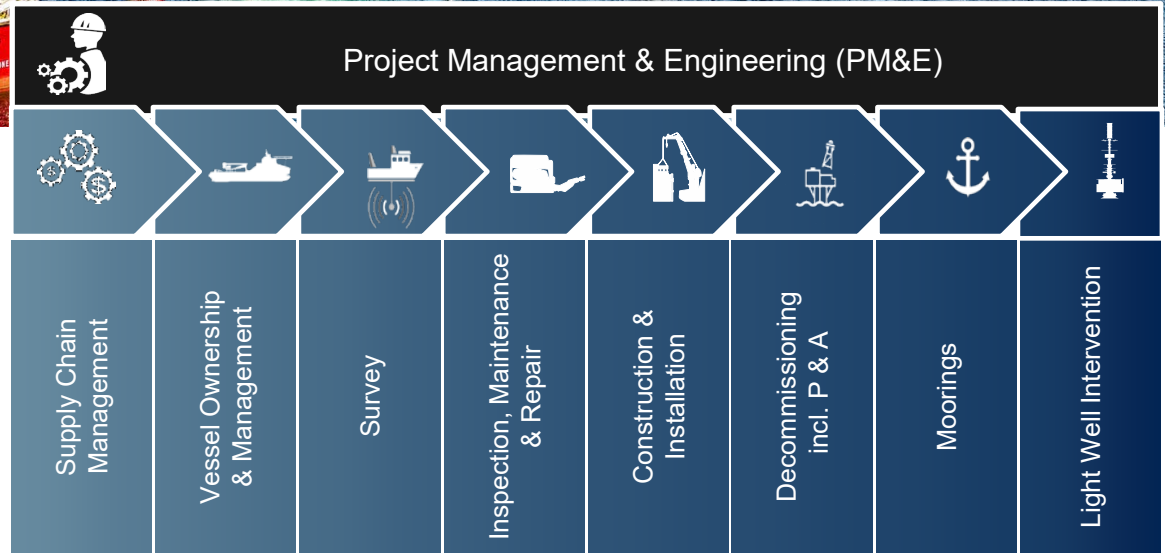 Project Management & Engineering (PM&E)
Supply Chain
Management
Vessel Ownership
& Management
Survey
Inspection, Maintenance
& Repair
Construction &
Installation
Decommissioning
incl. P & A
Moorings
Light Well Intervention